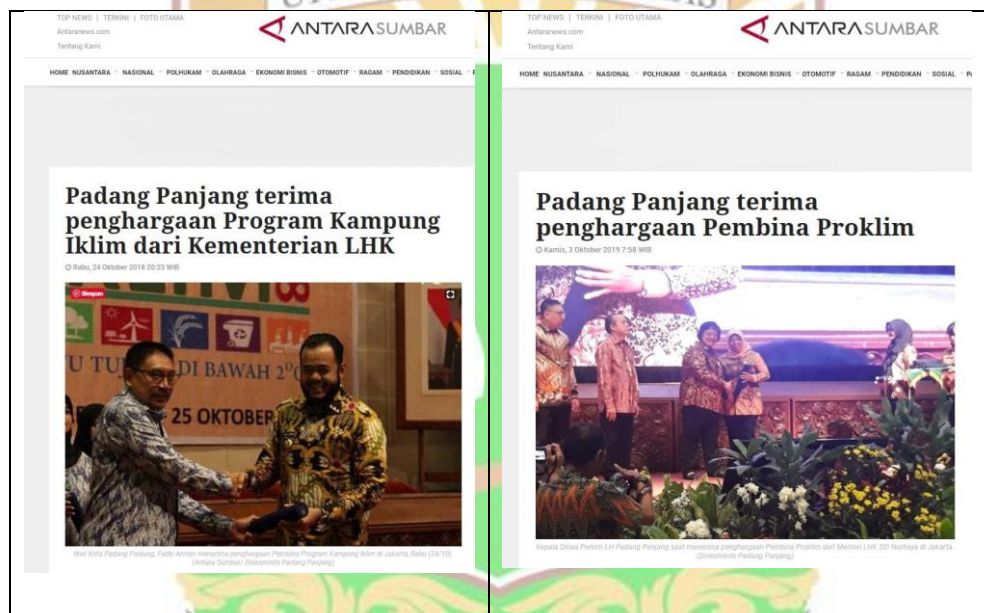 TOP NEWS | TERKINI | FOTO UTAMA
Antaranews.com
Tentang Kami
ANTARASUMBAR
HOME NUSANTARA NASIONAL POLHUKAM OLAHRAGA EKONOMI BISNIS OTOMOTIF RAGAM PENDIDIKAN SOSIAL
Padang Panjang terima
penghargaan Program Kampung
Iklim dari Kementerian LHK
Rabu, 24 Oktober 2018 20:23 WIB
Simpan
DI BAWAH 2°C
25 OKTOBER
Wali Kota Padang Panjang, Fadly Amran menerima penghargaan Pembina Program Kampung Iklim di Jakarta, Rabu (24/10).
(Antara Sumbar/ Diskominfo Padang Panjang)
TOP NEWS | TERKINI | FOTO UTAMA
Antaranews.com
Tentang Kami
ANTARASUMBAR
HOME NUSANTARA NASIONAL POLHUKAM OLAHRAGA EKONOMI BISNIS OTOMOTIF RAGAM PENDIDIKAN SOSIAL
Padang Panjang terima
penghargaan Pembina Proklim
Kamis, 3 Oktober 2019 7:58 WIB
Kepala Dinas Perkim LH Padang Panjang saat menerima penghargaan Pembina Proklim dari Menteri LHK Siti Nurbaya di Jakarta.
(Diskominfo Padang Panjang)